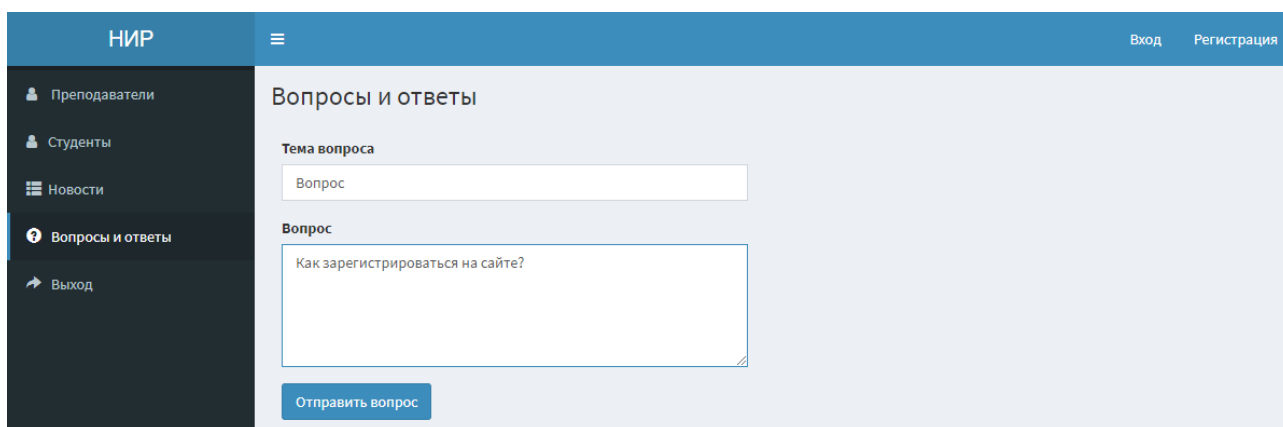 НИР
Вход Регистрация
Преподаватели
Студенты
Новости
Вопросы и ответы
Выход
Вопросы и ответы
Тема вопроса
Вопрос
Вопрос
Как зарегистрироваться на сайте?
Отправить вопрос